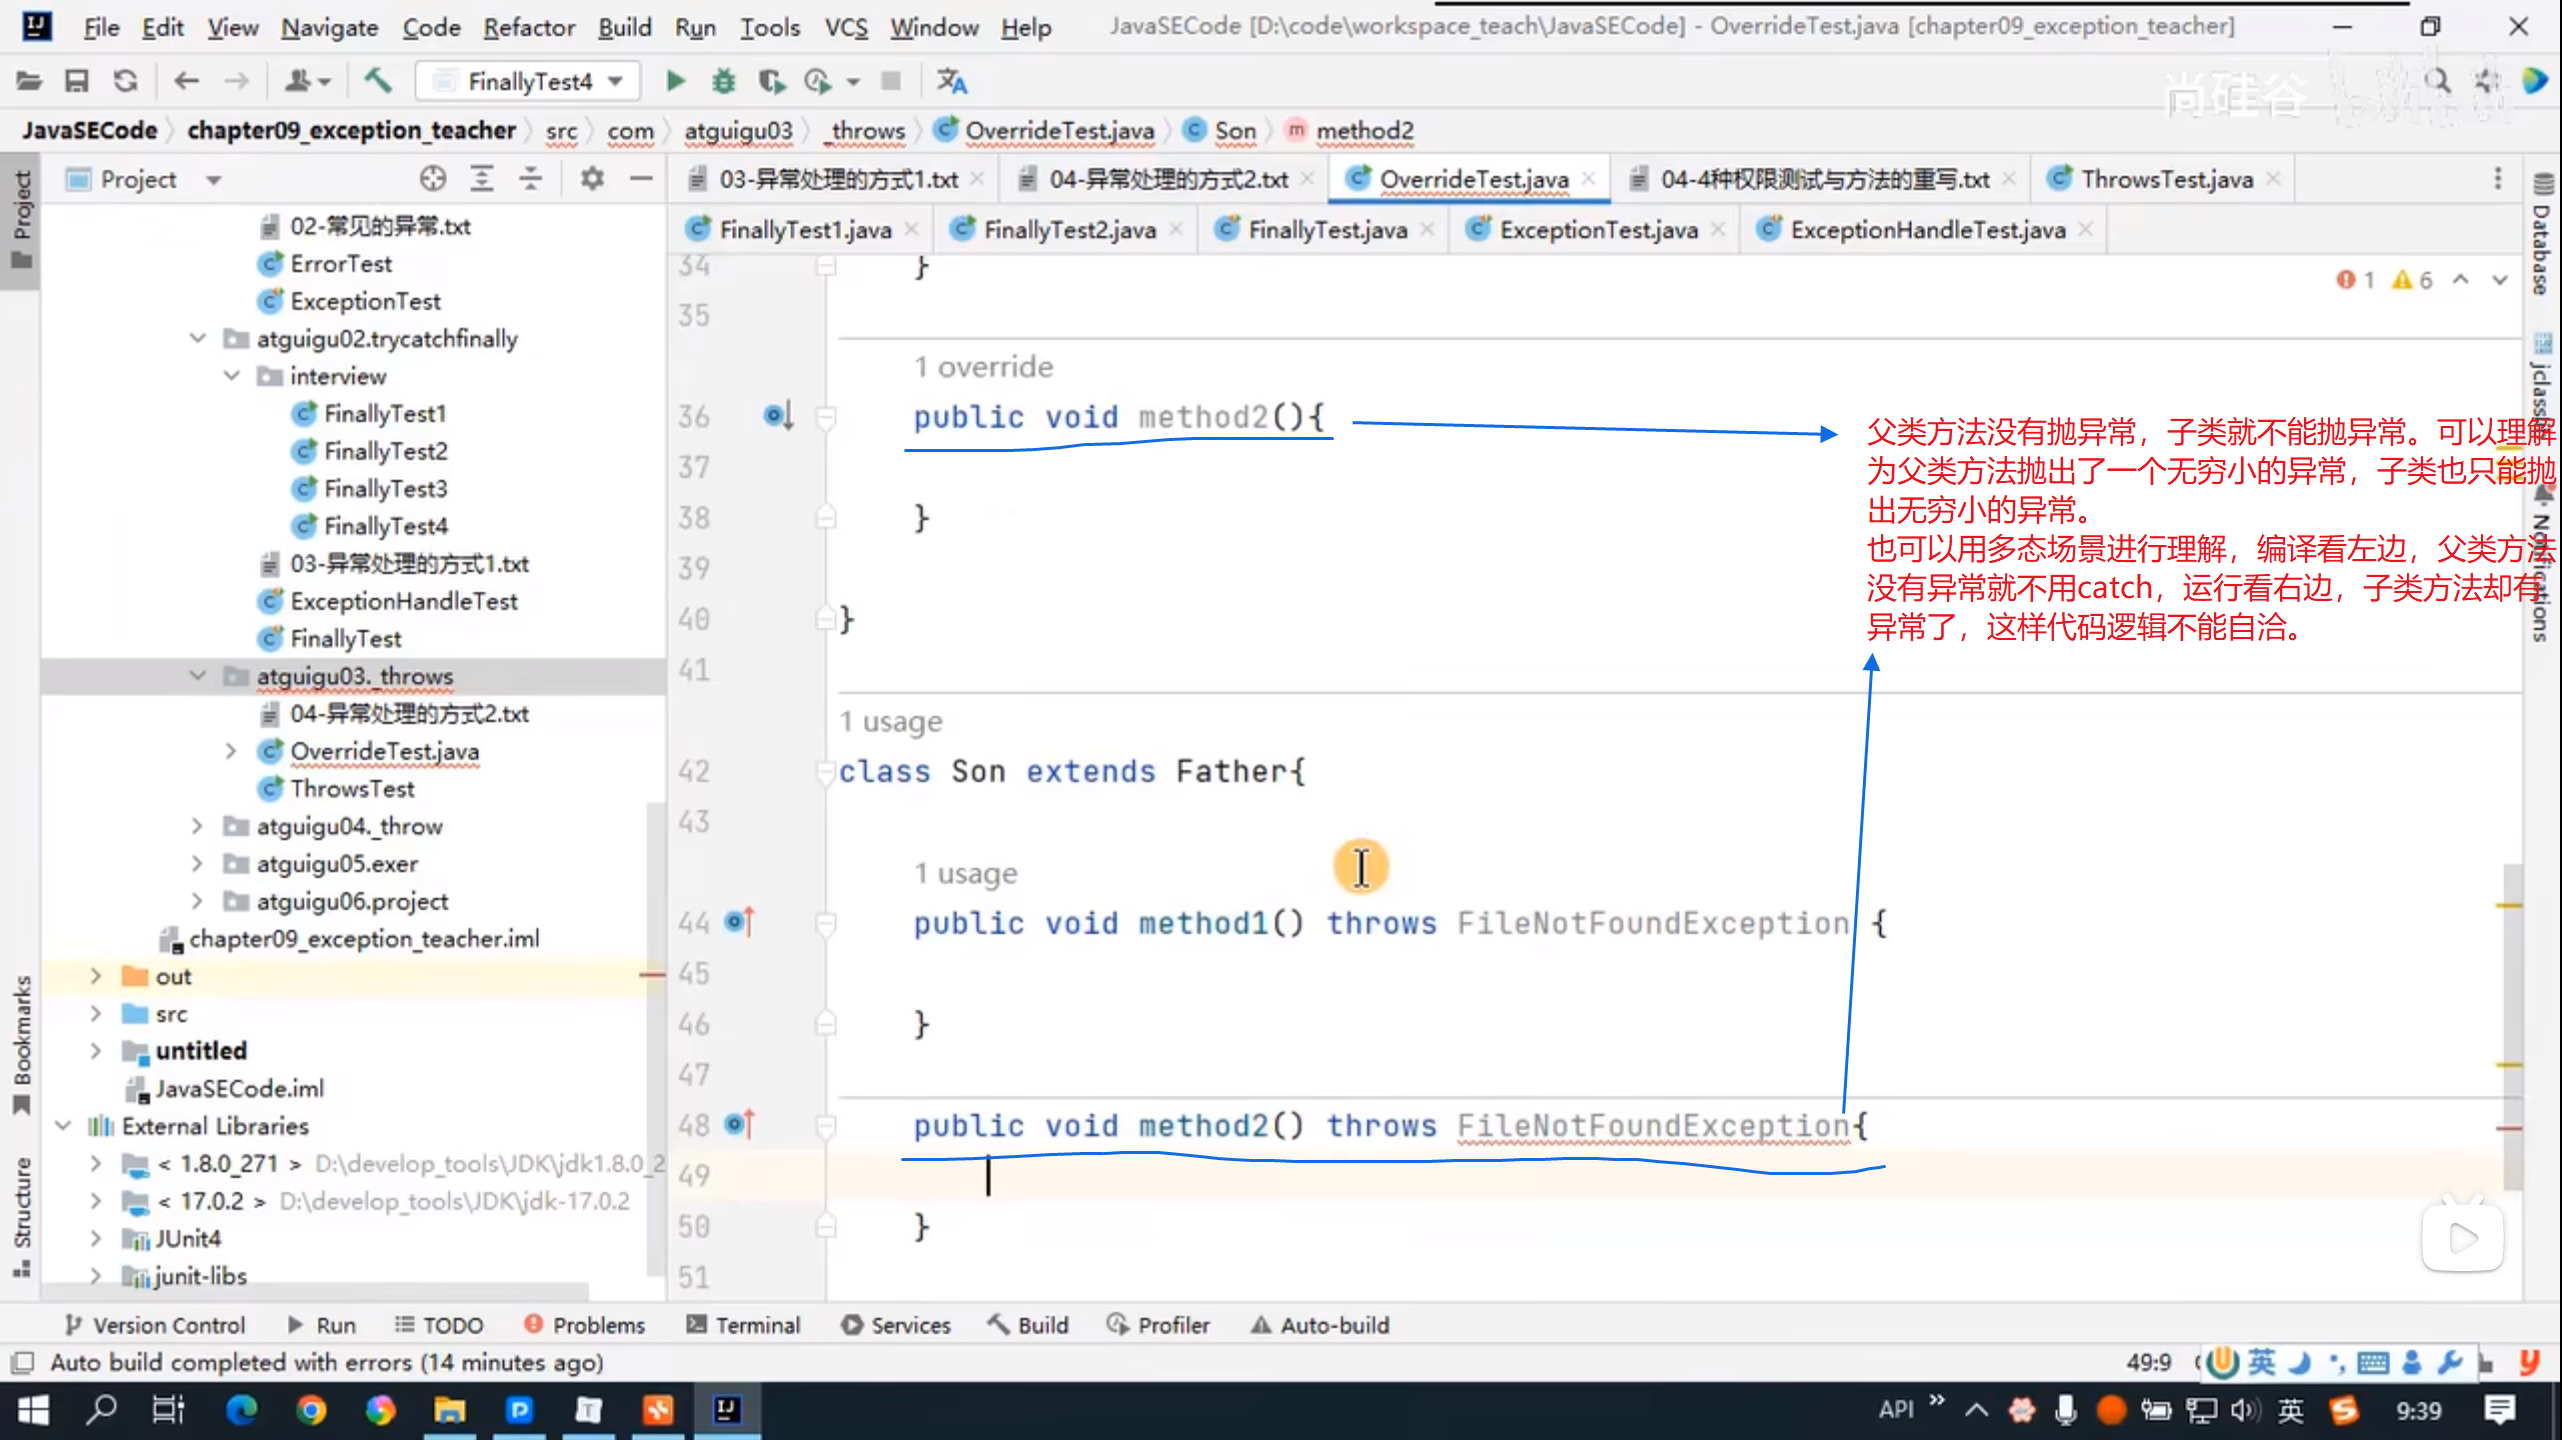 File Edit View Navigate Code Refactor Build Run Tools VCS Window Help JavaSECode [D:\code\workspace_teach\JavaSECode] - OverrideTest.java [chapter09_exception_teacher]
FinallyTest4
尚硅谷
JavaSECode chapter09_exception_teacher src com atguigu03 _throws OverrideTest.java Son method2
Project
03-异常处理的方式1.txt 04-异常处理的方式2.txt OverrideTest.java 04-4种权限测试与方法的重写.txt ThrowsTest.java
FinallyTest1.java FinallyTest2.java FinallyTest.java ExceptionTest.java ExceptionHandleTest.java
Project
Bookmarks
Structure
02-常见的异常.txt
ErrorTest
ExceptionTest
atguigu02.trycatchfinally
interview
FinallyTest1
FinallyTest2
FinallyTest3
FinallyTest4
03-异常处理的方式1.txt
ExceptionHandleTest
FinallyTest
atguigu03._throws
04-异常处理的方式2.txt
OverrideTest.java
ThrowsTest
atguigu04._throw
atguigu05.exer
atguigu06.project
chapter09_exception_teacher.iml
out
src
untitled
JavaSECode.iml
External Libraries
< 1.8.0_271 > D:\develop_tools\JDK\jdk1.8.0_2
< 17.0.2 > D:\develop_tools\JDK\jdk-17.0.2
JUnit4
junit-libs
1 6
34 }
35
1 override
36 public void method2(){
37
38 }
39
40 }
41
1 usage
42 class Son extends Father{
43
1 usage
44 public void method1() throws FileNotFoundException {
45
46 }
47
48 public void method2() throws FileNotFoundException{
49
50 }
51
父类方法没有抛异常，子类就不能抛异常。可以理解
为父类方法抛出了一个无穷小的异常，子类也只能抛
出无穷小的异常。
也可以用多态场景进行理解，编译看左边，父类方法
没有异常就不用catch，运行看右边，子类方法却有
异常了，这样代码逻辑不能自洽。
Database
Notifications
Version Control Run TODO Problems Terminal Services Build Profiler Auto-build
Auto build completed with errors (14 minutes ago) 49:9 英
API 英 9:39